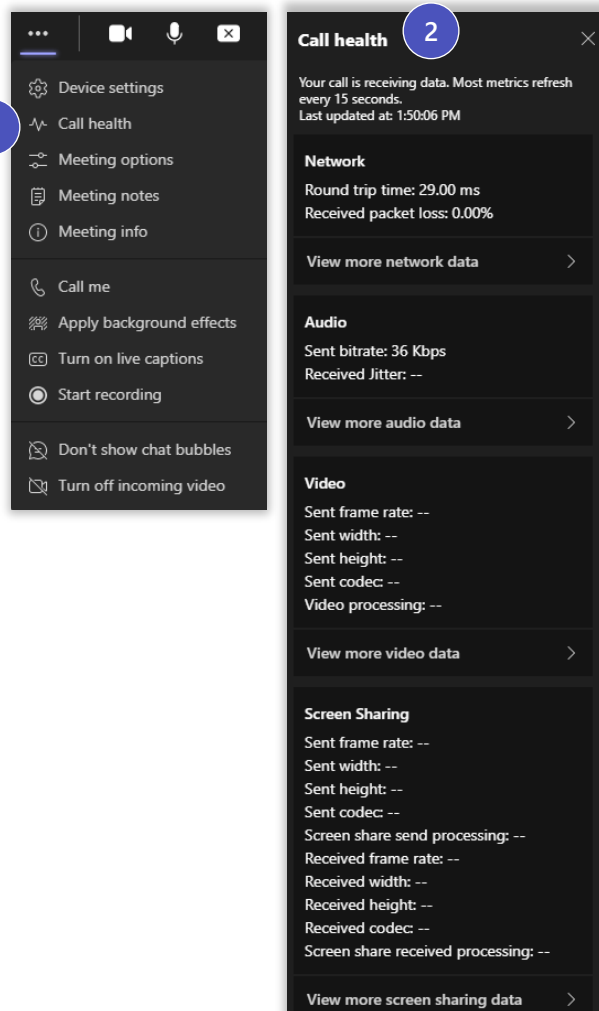 Device settings
Call health
Meeting options
Meeting notes
Meeting info
Call me
Apply background effects
CC Turn on live captions
Start recording
Don't show chat bubbles
Turn off incoming video
Call health
2
Your call is receiving data. Most metrics refresh
every 15 seconds.
Last updated at: 1:50:06 PM
Network
Round trip time: 29.00 ms
Received packet loss: 0.00%
View more network data
Audio
Sent bitrate: 36 Kbps
Received Jitter: --
View more audio data
Video
Sent frame rate: --
Sent width: --
Sent height: --
Sent codec: --
Video processing: --
View more video data
Screen Sharing
Sent frame rate: --
Sent width: --
Sent height: --
Sent codec: --
Screen share send processing: --
Received frame rate: --
Received width: --
Received height: --
Received codec: --
Screen share received processing: --
View more screen sharing data